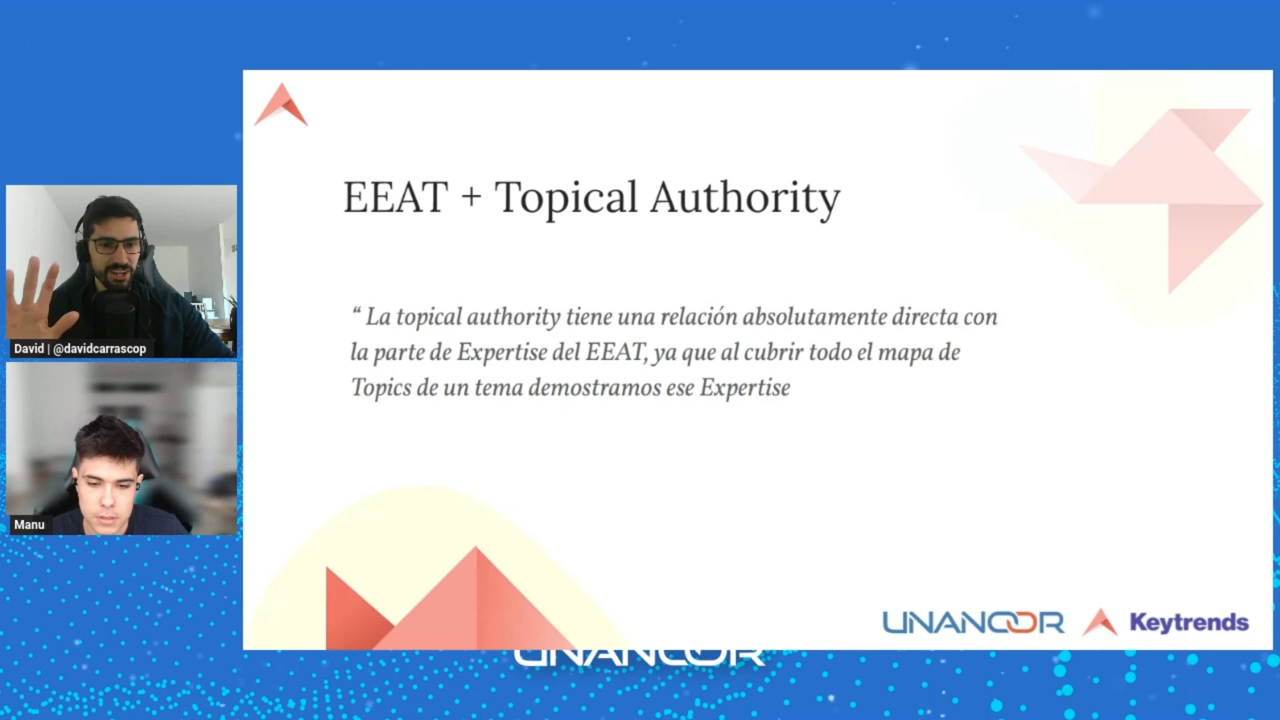 EEAT + Topical Authority
“ La topical authority tiene una relación absolutamente directa con
la parte de Expertise del EEAT, ya que al cubrir todo el mapa de
Topics de un tema demostramos ese Expertise
David | @davidcarrascop
Manu
UNANCOR
Keytrends
UNANCOR